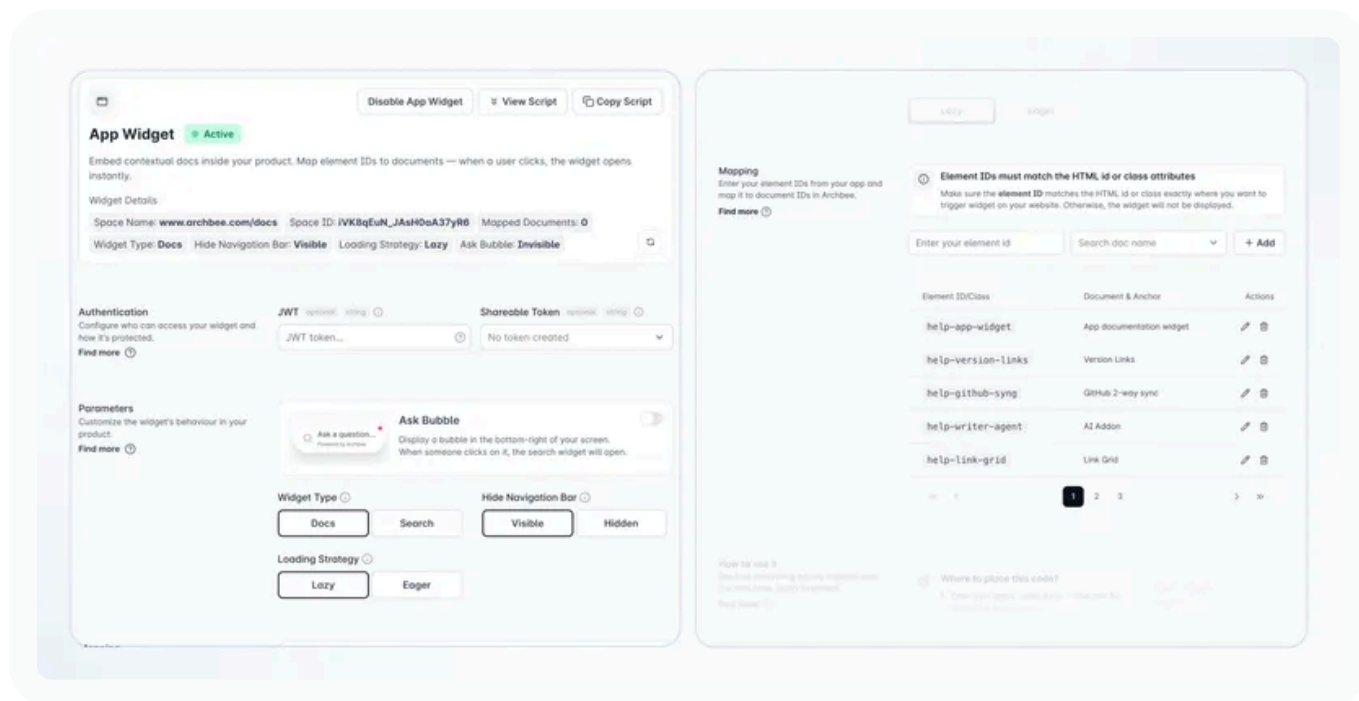 Disable App Widget
View Script
Copy Script
App Widget
Active
Embed contextual docs inside your product. Map element IDs to documents — when a user clicks, the widget opens
instantly.
Widget Details
Space Name: www.archbee.com/docs Space ID: iVK8qEuN_JAsH0aA37yR6 Mapped Documents: 0
Widget Type: Docs Hide Navigation Bar: Visible Loading Strategy: Lazy Ask Bubble: Invisible
Authentication
Configure who can access your widget and
how it's protected.
Find more
JWT optional string
JWT token...
Shareable Token optional string
No token created
Parameters
Customize the widget's behaviour in your
product.
Find more
Ask a question...
Powered by Archbee
Ask Bubble
Display a bubble in the bottom-right of your screen.
When someone clicks on it, the search widget will open.
Widget Type
Docs Search
Hide Navigation Bar
Visible Hidden
Loading Strategy
Lazy Eager
Lazy Eager
Mapping
Enter your element IDs from your app and
map it to document IDs in Archbee.
Find more
Element IDs must match the HTML id or class attributes
Make sure the element ID matches the HTML id or class exactly where you want to
trigger widget on your website. Otherwise, the widget will not be displayed.
Enter your element id
Search doc name
+ Add
Element ID/Class Document & Anchor Actions
help-app-widget App documentation widget
help-version-links Version Links
help-github-syng GitHub 2-way sync
help-writer-agent AI Addon
help-link-grid Link Grid
1 2 3
How to use it
Where to place this code?